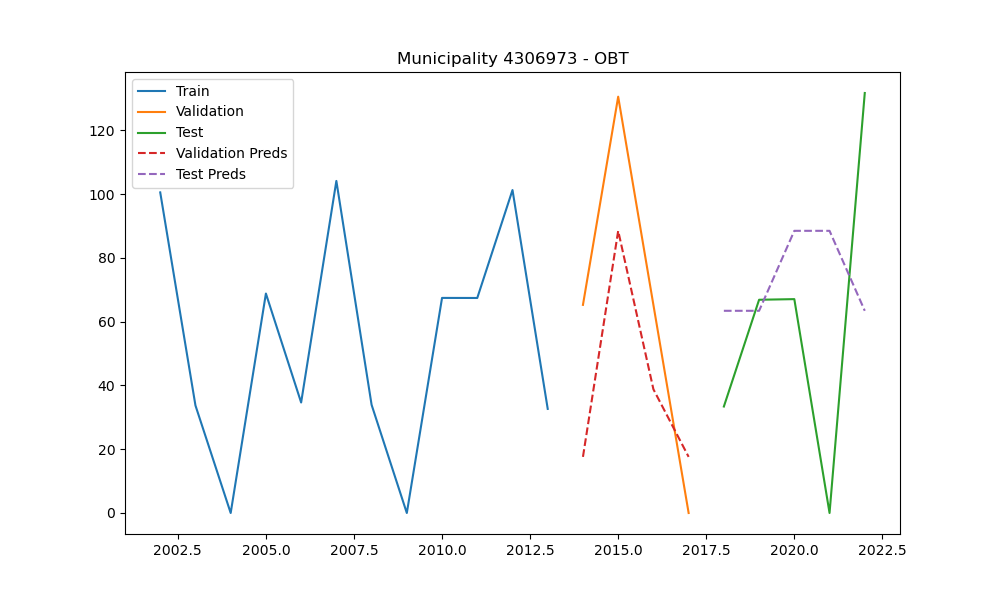 Municipality 4306973 - OBT
Train
Validation
Test
Validation Preds
Test Preds
120
100
80
60
40
20
0
2002.5 2005.0 2007.5 2010.0 2012.5 2015.0 2017.5 2020.0 2022.5